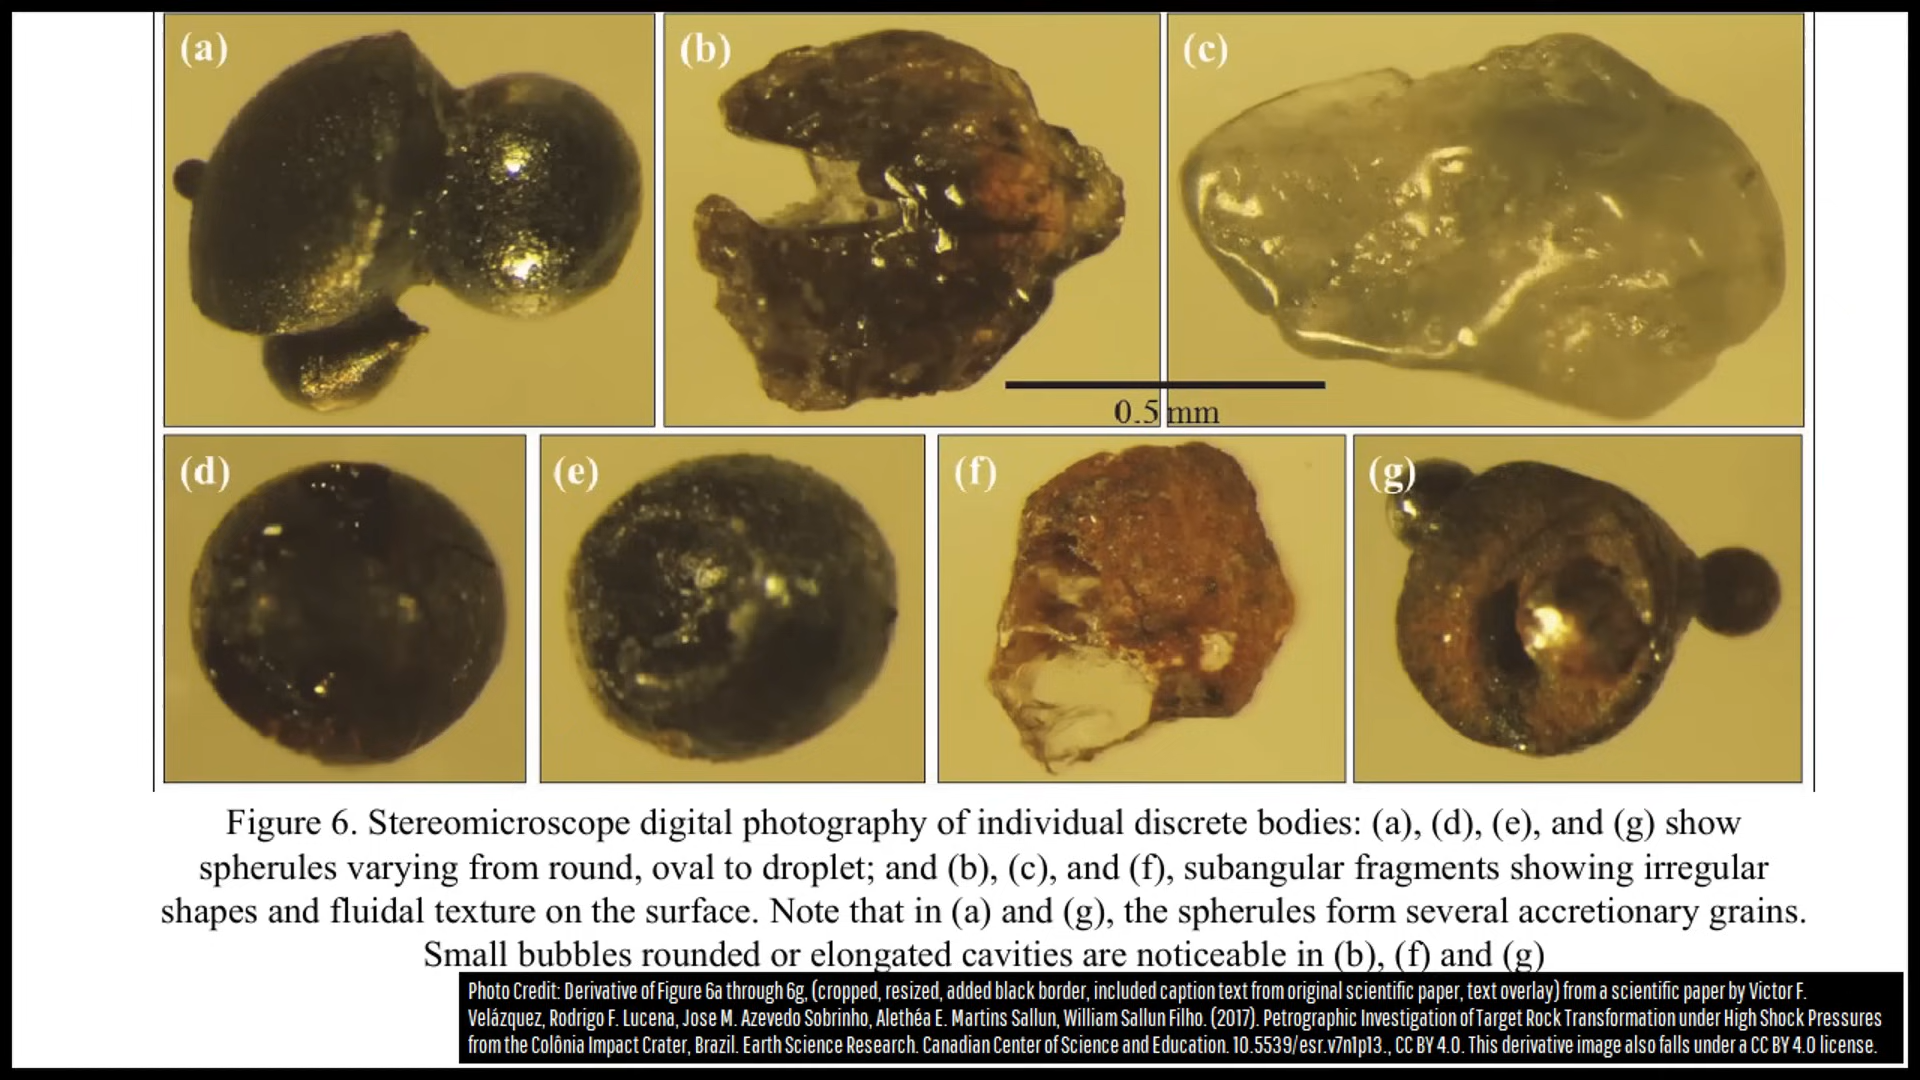 (a)
(b)
(c)
0.5 mm
(d)
(e)
(f)
(g)
Figure 6. Stereomicroscope digital photography of individual discrete bodies: (a), (d), (e), and (g) show
spherules varying from round, oval to droplet; and (b), (c), and (f), subangular fragments showing irregular
shapes and fluidal texture on the surface. Note that in (a) and (g), the spherules form several accretionary grains.
Small bubbles rounded or elongated cavities are noticeable in (b), (f) and (g)
Photo Credit: Derivative of Figure 6a through 6g, (cropped, resized, added black border, included caption text from original scientific paper, text overlay) from a scientific paper by Victor F.
Velázquez, Rodrigo F. Lucena, Jose M. Azevedo Sobrinho, Alethéa E. Martins Sallun, William Sallun Filho. (2017). Petrographic Investigation of Target Rock Transformation under High Shock Pressures
from the Colônia Impact Crater, Brazil. Earth Science Research. Canadian Center of Science and Education. 10.5539/esr.v7n1p13., CC BY 4.0. This derivative image also falls under a CC BY 4.0 license.